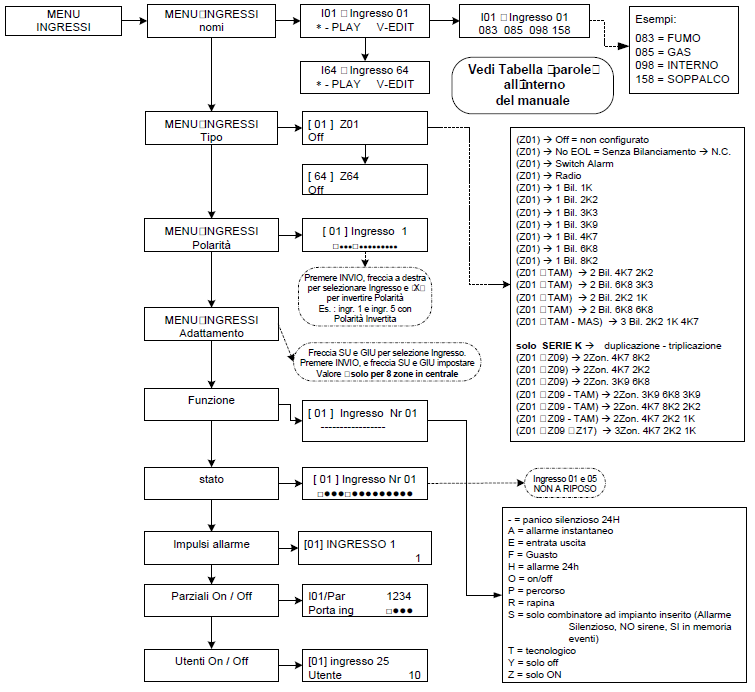 MENU
INGRESSI
MENU□INGRESSI
nomi
I01 □ Ingresso 01
* - PLAY V-EDIT
I01 □ Ingresso 01
083 085 098 158
Esempi:
083 = FUMO
085 = GAS
098 = INTERNO
158 = SOPPALCO
I64 □ Ingresso 64
* - PLAY V-EDIT
Vedi Tabella □parole□
all□interno
del manuale
MENU□INGRESSI
Tipo
[ 01 ] Z01
Off
[ 64 ] Z64
Off
(Z01) → Off = non configurato
(Z01) → No EOL = Senza Bilanciamento → N.C.
(Z01) → Switch Alarm
(Z01) → Radio
(Z01) → 1 Bil. 1K
(Z01) → 1 Bil. 2K2
(Z01) → 1 Bil. 3K3
(Z01) → 1 Bil. 3K9
(Z01) → 1 Bil. 4K7
(Z01) → 1 Bil. 6K8
(Z01) → 1 Bil. 8K2
(Z01 □ TAM) → 2 Bil. 4K7 2K2
(Z01 □ TAM) → 2 Bil. 6K8 3K3
(Z01 □ TAM) → 2 Bil. 2K2 1K
(Z01 □ TAM) → 2 Bil. 6K8 6K8
(Z01 □ TAM - MAS) → 3 Bil. 2K2 1K 4K7
solo SERIE K → duplicazione - triplicazione
(Z01 □ Z09) → 2Zon. 4K7 8K2
(Z01 □ Z09) → 2Zon. 4K7 2K2
(Z01 □ Z09) → 2Zon. 3K9 6K8
(Z01 □ Z09 - TAM) → 2Zon. 3K9 6K8 3K9
(Z01 □ Z09 - TAM) → 2Zon. 4K7 8K2 2K2
(Z01 □ Z09 - TAM) → 2Zon. 4K7 2K2 1K
(Z01 □ Z09 □ Z17) → 3Zon. 4K7 2K2 1K
MENU□INGRESSI
Polarità
[ 01 ] Ingresso 1
□●●●□●●●●●●●●●
Premere INVIO, freccia a destra
per selezionare Ingresso e □X□
per invertire Polarità
Es. : ingr. 1 e ingr. 5 con
Polarità Invertita
MENU□INGRESSI
Adattamento
Freccia SU e GIU per selezione Ingresso.
Premere INVIO, e freccia SU e GIU impostare
Valore □ solo per 8 zone in centrale
Funzione
[ 01 ] Ingresso Nr 01
-----------------
stato
[ 01 ] Ingresso Nr 01
□●●●□●●●●●●●●●
Ingresso 01 e 05
NON A RIPOSO
Impulsi allarme
[01] INGRESSO 1
1
Parziali On / Off
I01/Par 1234
Porta ing □●●●
Utenti On / Off
[01] ingresso 25
Utente 10
- = panico silenzioso 24H
A = allarme instantaneo
E = entrata uscita
F = Guasto
H = allarme 24h
O = on/off
P = percorso
R = rapina
S = solo combinatore ad impianto inserito (Allarme
Silenzioso, NO sirene, SI in memoria
eventi)
T = tecnologico
Y = solo off
Z = solo ON